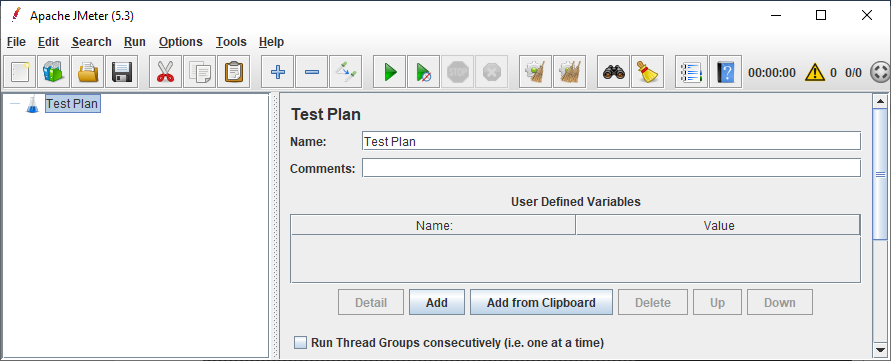 Apache JMeter (5.3)
File Edit Search Run Options Tools Help
STOP 00:00:00 0 0/0
Test Plan
Test Plan
Name: Test Plan
Comments:
User Defined Variables
Name: Value
Detail Add Add from Clipboard Delete Up Down
Run Thread Groups consecutively (i.e. one at a time)